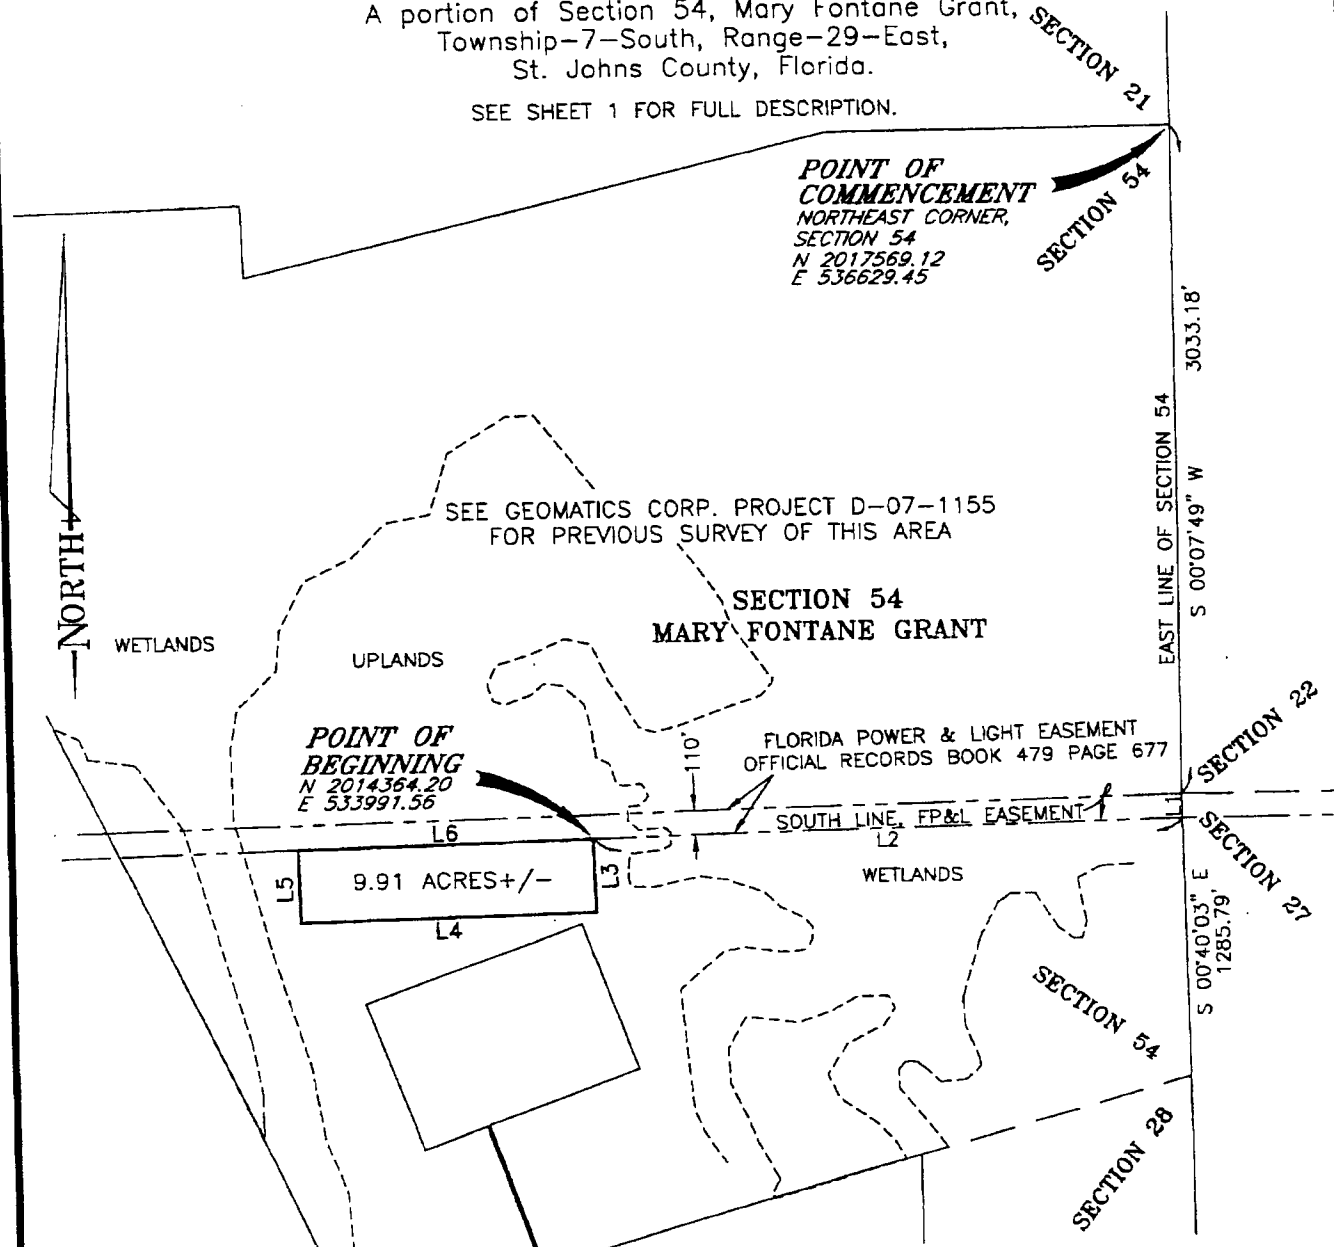 A portion of Section 54, Mary Fontane Grant,
Township-7-South, Range-29-East,
St. Johns County, Florida.
SEE SHEET 1 FOR FULL DESCRIPTION.
SECTION 21
POINT OF
COMMENCEMENT
NORTHEAST CORNER,
SECTION 54
N 2017569.12
E 536629.45
SECTION 54
3033.18'
S 00°07'49" W
EAST LINE OF SECTION 54
NORTH
SEE GEOMATICS CORP. PROJECT D-07-1155
FOR PREVIOUS SURVEY OF THIS AREA
SECTION 54
MARY FONTANE GRANT
WETLANDS
UPLANDS
POINT OF
BEGINNING
N 2014364.20
E 533991.56
110'
FLORIDA POWER & LIGHT EASEMENT
OFFICIAL RECORDS BOOK 479 PAGE 677
SECTION 22
SOUTH LINE, FP&L EASEMENT
L1
L2
L6
L5
9.91 ACRES+/-
L3
L4
WETLANDS
SECTION 27
S 00°40'03" E
1285.79'
SECTION 54
SECTION 28